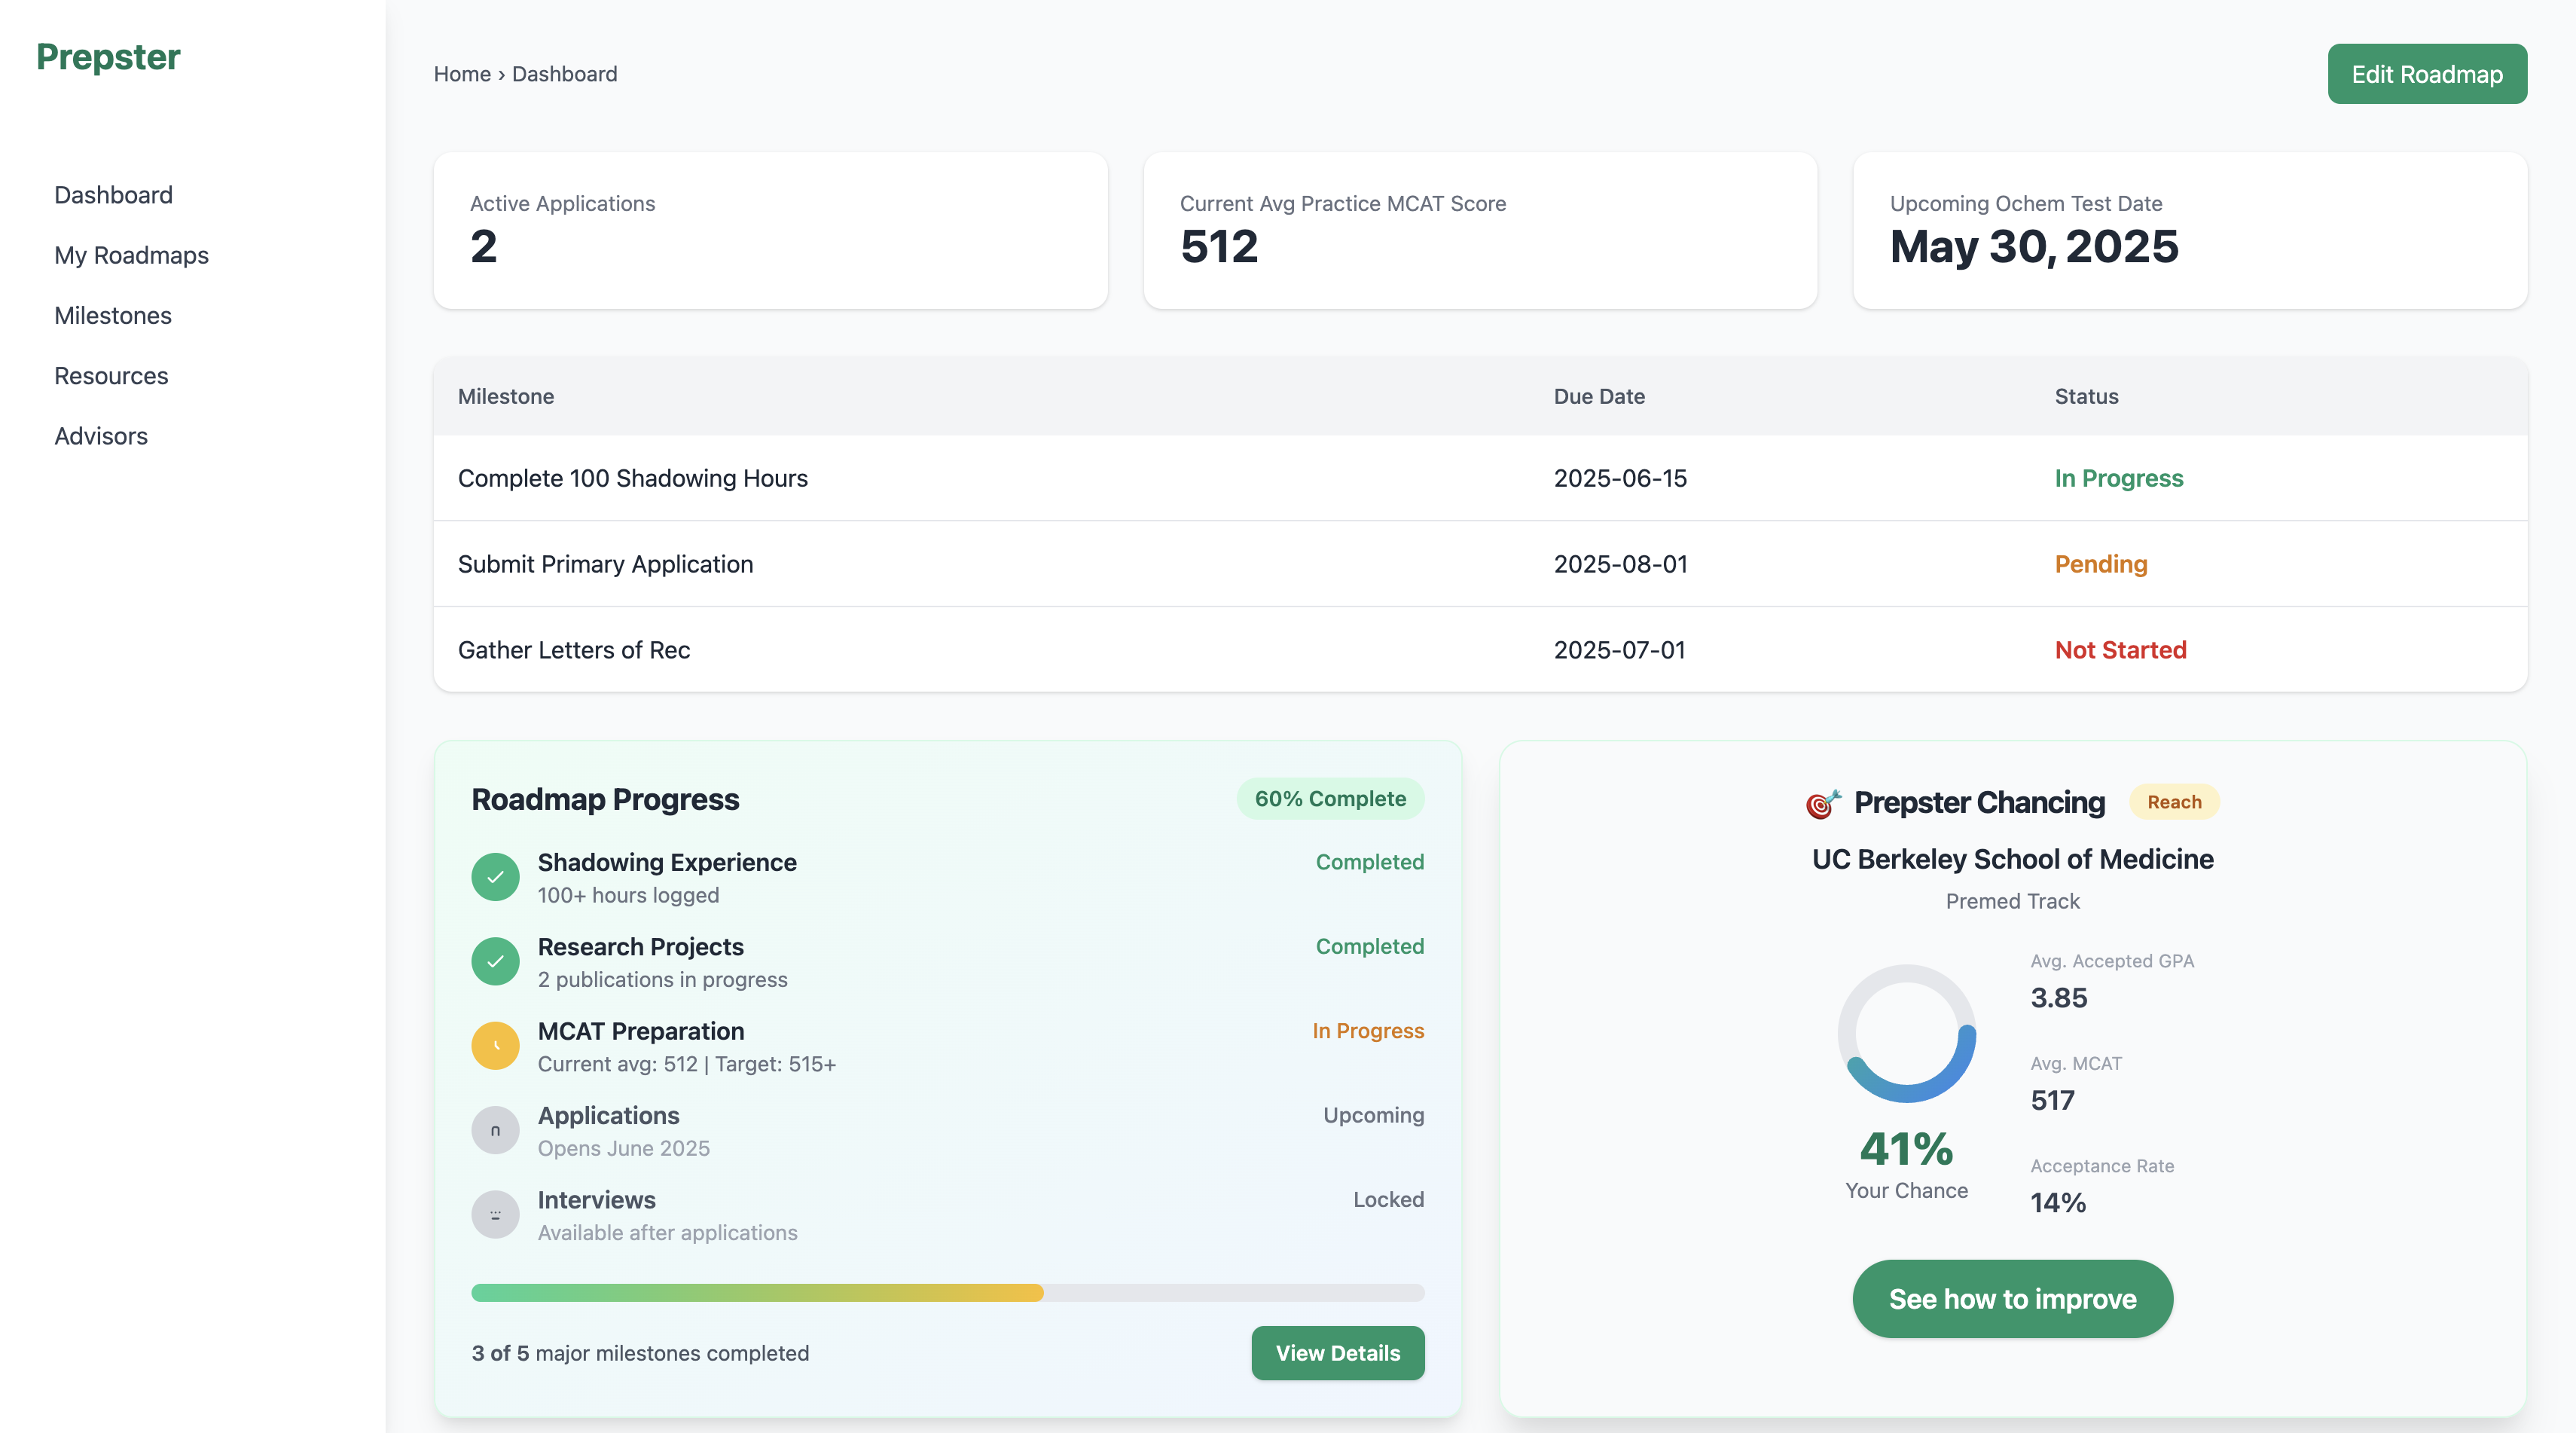 Prepster
Dashboard
My Roadmaps
Milestones
Resources
Advisors
Home › Dashboard
Edit Roadmap
Active Applications
2
Current Avg Practice MCAT Score
512
Upcoming Ochem Test Date
May 30, 2025
Milestone Due Date Status
Complete 100 Shadowing Hours 2025-06-15 In Progress
Submit Primary Application 2025-08-01 Pending
Gather Letters of Rec 2025-07-01 Not Started
Roadmap Progress 60% Complete
Shadowing Experience Completed
100+ hours logged
Research Projects Completed
2 publications in progress
MCAT Preparation In Progress
Current avg: 512 | Target: 515+
Applications Upcoming
Opens June 2025
Interviews Locked
Available after applications
3 of 5 major milestones completed
View Details
Prepster Chancing Reach
UC Berkeley School of Medicine
Premed Track
41%
Your Chance
Avg. Accepted GPA
3.85
Avg. MCAT
517
Acceptance Rate
14%
See how to improve